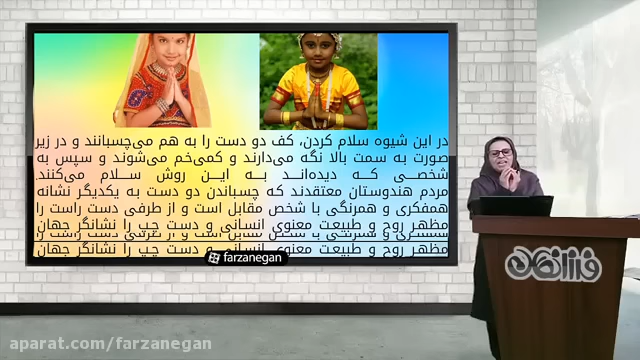 در این شیوه سلام کردن، کف دو دست را به هم می‌چسبانند و در زیر
صورت به سمت بالا نگه می‌دارند و کمی‌خم می‌شوند و سپس به
شخصی که دیده‌اند به این روش سلام می‌کنند.
مردم هندوستان معتقدند که چسباندن دو دست به یکدیگر نشانه
همفکری و همرنگی با شخص مقابل است و از طرفی دست راست را
مظهر روح و طبیعت معنوی انسانی و دست چپ را نشانگر جهان
مظهر روح و طبیعت معنوی انسانی و دست چپ را نشانگر جهان
farzanegan
فرزانگان
aparat.com/farzanegan